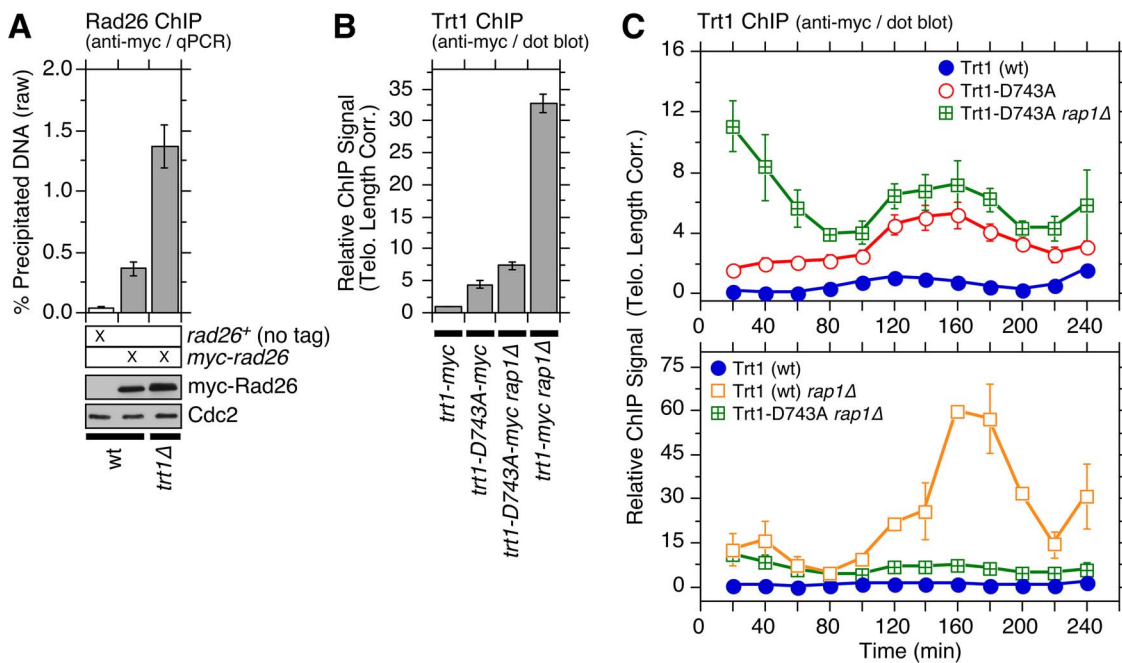 A
Rad26 ChIP
(anti-myc / qPCR)
% Precipitated DNA (raw)
2.0
1.5
1.0
0.5
0.0
X
rad26+ (no tag)
X X
myc-rad26
myc-Rad26
Cdc2
wt
trt1Δ
B
Trt1 ChIP
(anti-myc / dot blot)
Relative ChIP Signal
(Telo. Length Corr.)
35
30
25
20
15
10
5
0
trt1-myc
trt1-D743A-myc
trt1-D743A-myc rap1Δ
trt1-myc rap1Δ
C
Trt1 ChIP (anti-myc / dot blot)
Relative ChIP Signal (Telo. Length Corr.)
16
12
8
4
0
Trt1 (wt)
Trt1-D743A
Trt1-D743A rap1Δ
0 40 80 120 160 200 240
75
60
45
30
15
0
Trt1 (wt)
Trt1 (wt) rap1Δ
Trt1-D743A rap1Δ
0 40 80 120 160 200 240
Time (min)